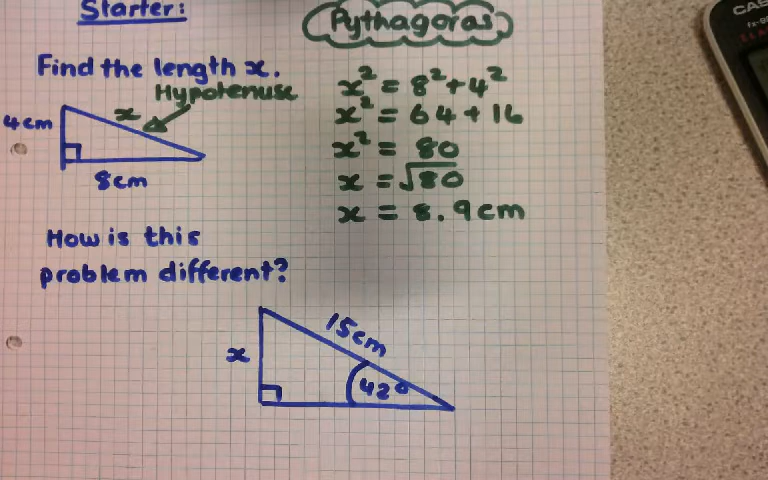 Starter:
Pythagoras
Find the length x.
Hypotenuse
x
4cm
8cm
x² = 8² + 4²
x² = 64 + 16
x² = 80
x = √80
x = 8.9cm
How is this
problem different?
15cm
x
42°
CAS